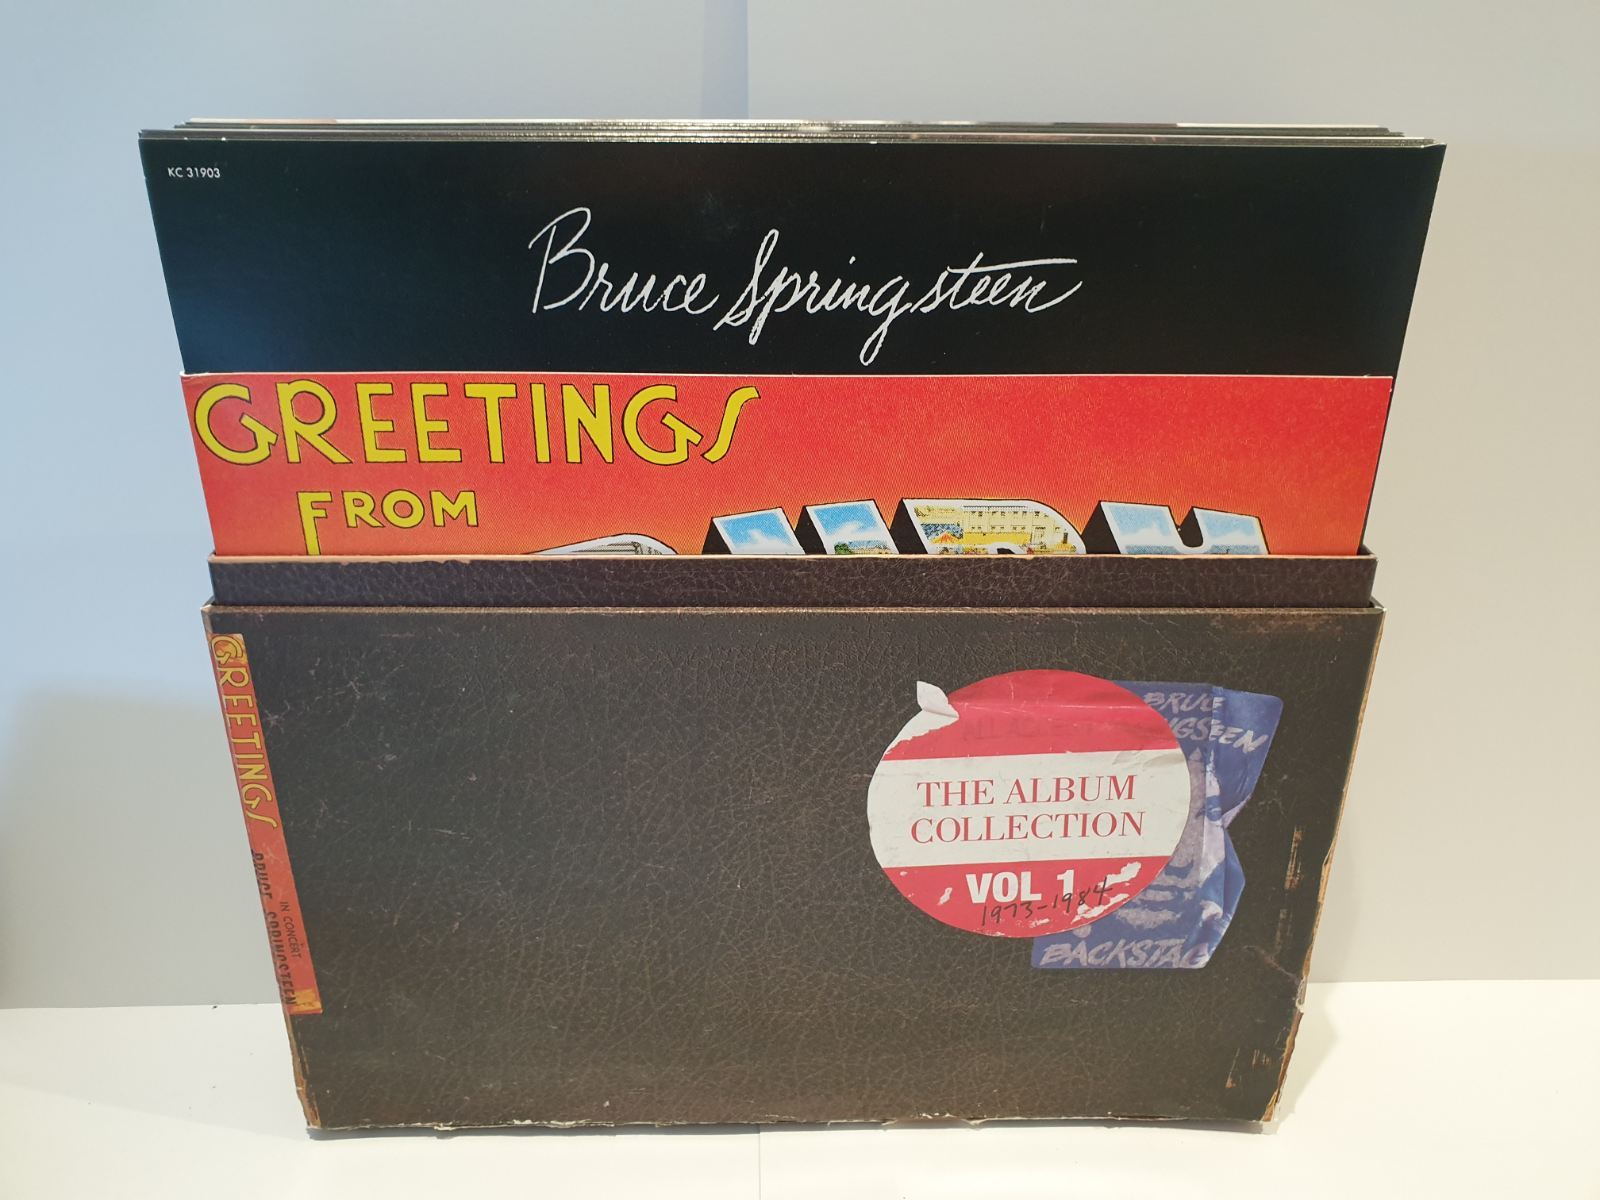 KC 31903
Bruce Springsteen
GREETINGS
FROM
GREETINGS
IN CONCERT
BRUCE SPRINGSTEEN
THE ALBUM
COLLECTION
VOL 1
1973-1984
BRUCE
BACKSTAG